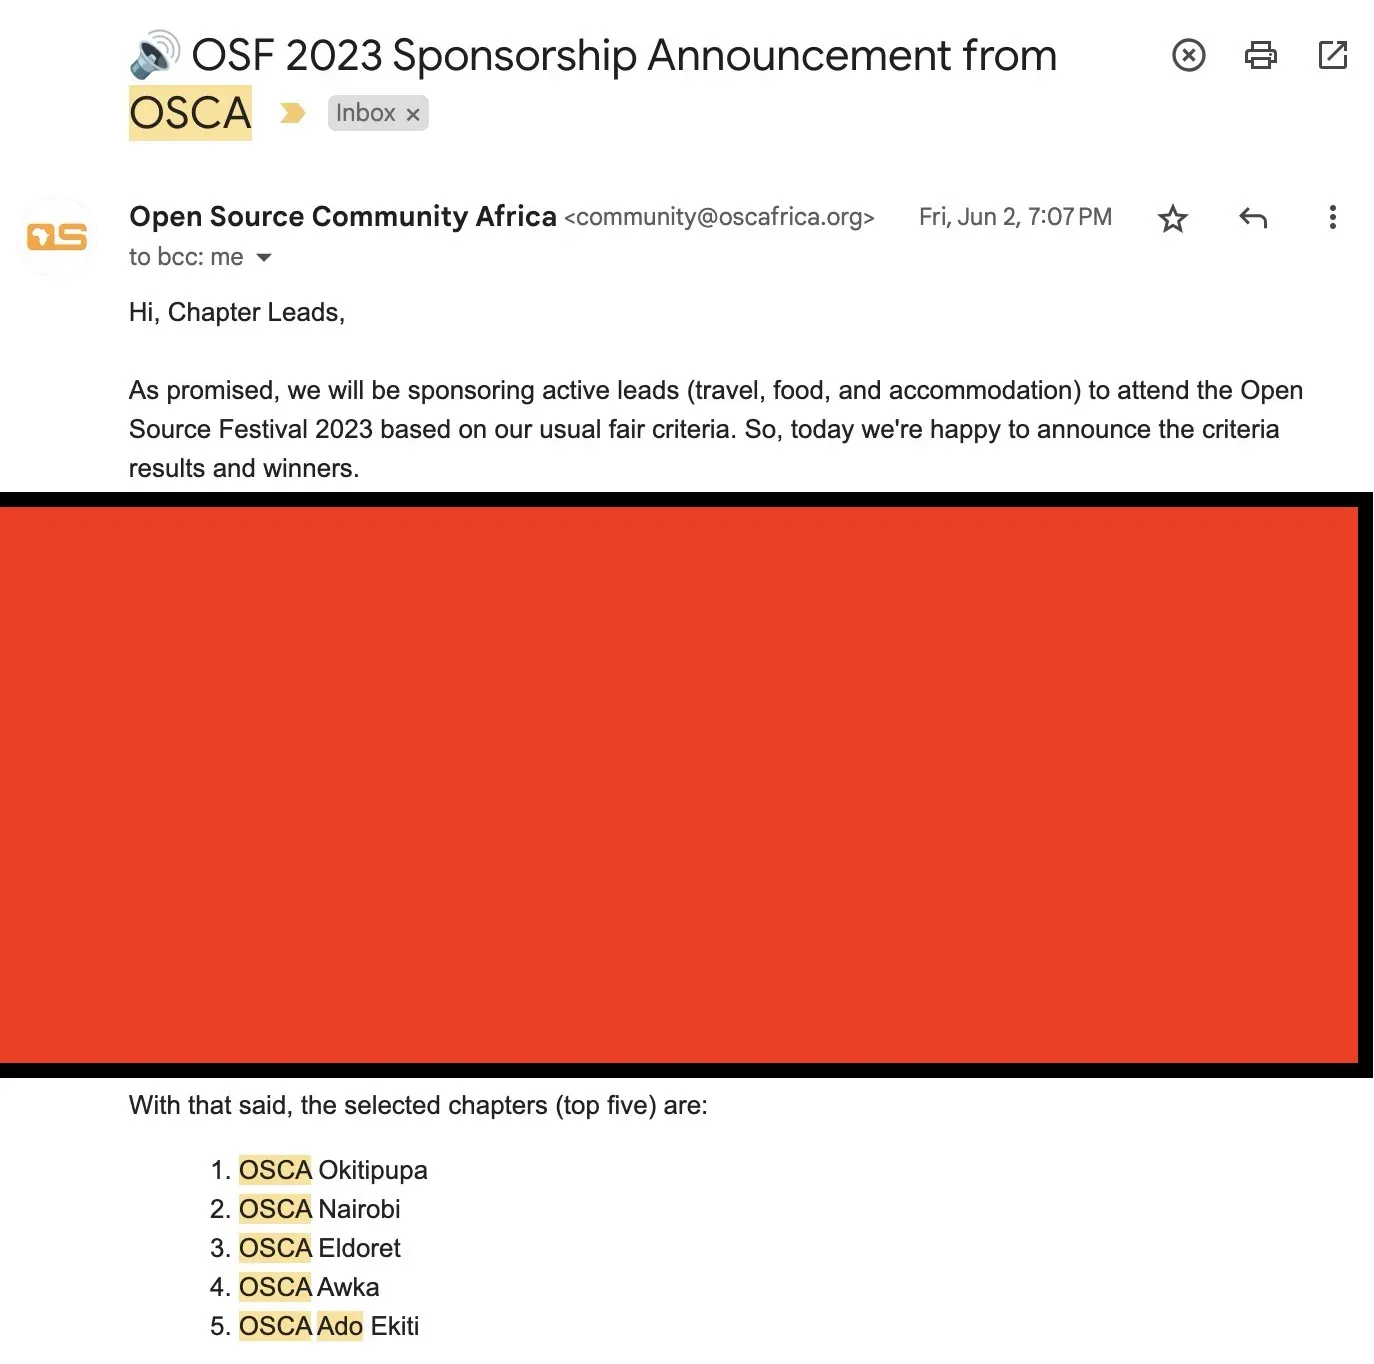 🔊 OSF 2023 Sponsorship Announcement from
OSCA Inbox ×
Open Source Community Africa <community@oscafrica.org> Fri, Jun 2, 7:07 PM
to bcc: me
Hi, Chapter Leads,
As promised, we will be sponsoring active leads (travel, food, and accommodation) to attend the Open
Source Festival 2023 based on our usual fair criteria. So, today we're happy to announce the criteria
results and winners.
With that said, the selected chapters (top five) are:
1. OSCA Okitipupa
2. OSCA Nairobi
3. OSCA Eldoret
4. OSCA Awka
5. OSCA Ado Ekiti